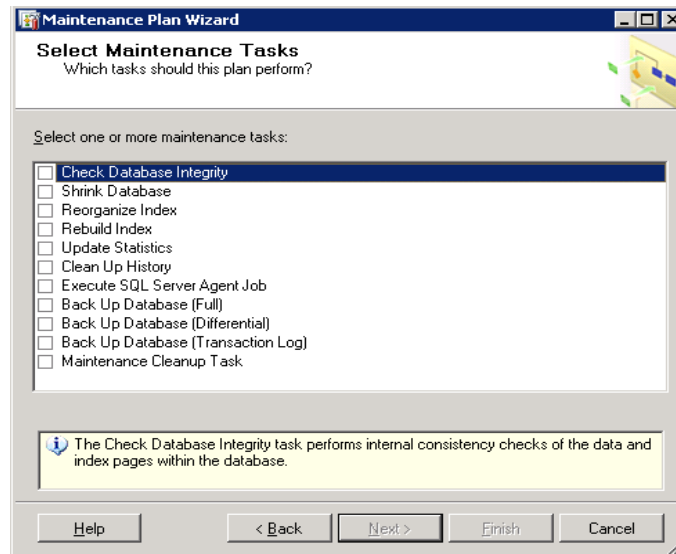 Maintenance Plan Wizard
Select Maintenance Tasks
Which tasks should this plan perform?
Select one or more maintenance tasks:
Check Database Integrity
Shrink Database
Reorganize Index
Rebuild Index
Update Statistics
Clean Up History
Execute SQL Server Agent Job
Back Up Database (Full)
Back Up Database (Differential)
Back Up Database (Transaction Log)
Maintenance Cleanup Task
The Check Database Integrity task performs internal consistency checks of the data and
index pages within the database.
Help < Back Next > Finish Cancel